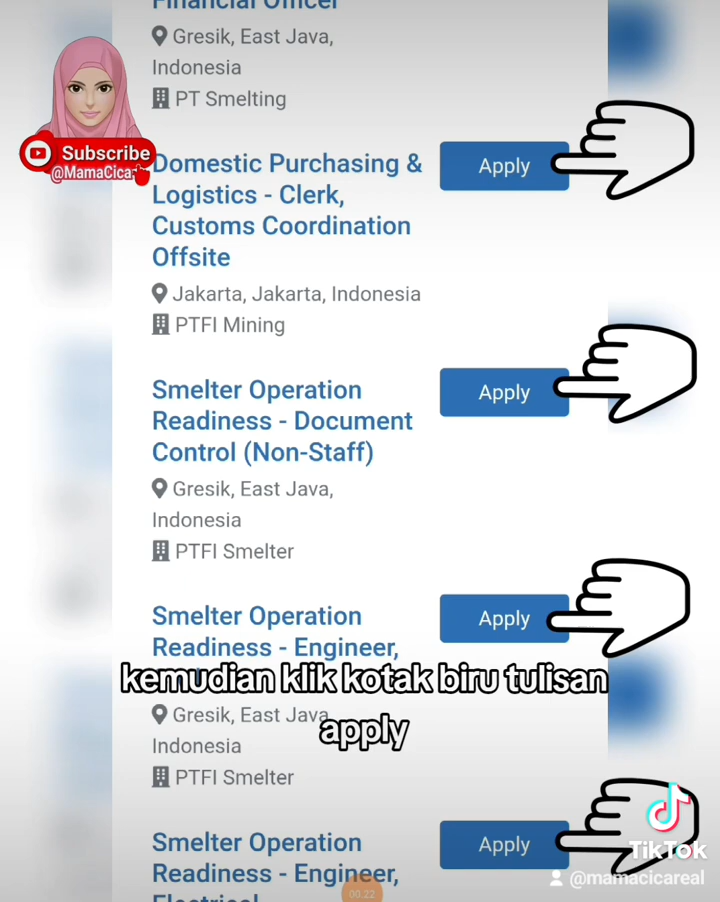 Financial Officer
Gresik, East Java,
Indonesia
PT Smelting
Subscribe
@MamaCica
Domestic Purchasing &
Logistics - Clerk,
Customs Coordination
Offsite
Apply
Jakarta, Jakarta, Indonesia
PTFI Mining
Smelter Operation
Readiness - Document
Control (Non-Staff)
Apply
Gresik, East Java,
Indonesia
PTFI Smelter
Smelter Operation
Readiness - Engineer,
Apply
kemudian klik kotak biru tulisan
apply
Gresik, East Java
Indonesia
PTFI Smelter
Smelter Operation
Readiness - Engineer,
Electrical
Apply
TikTok
@mamacicareal
00:22